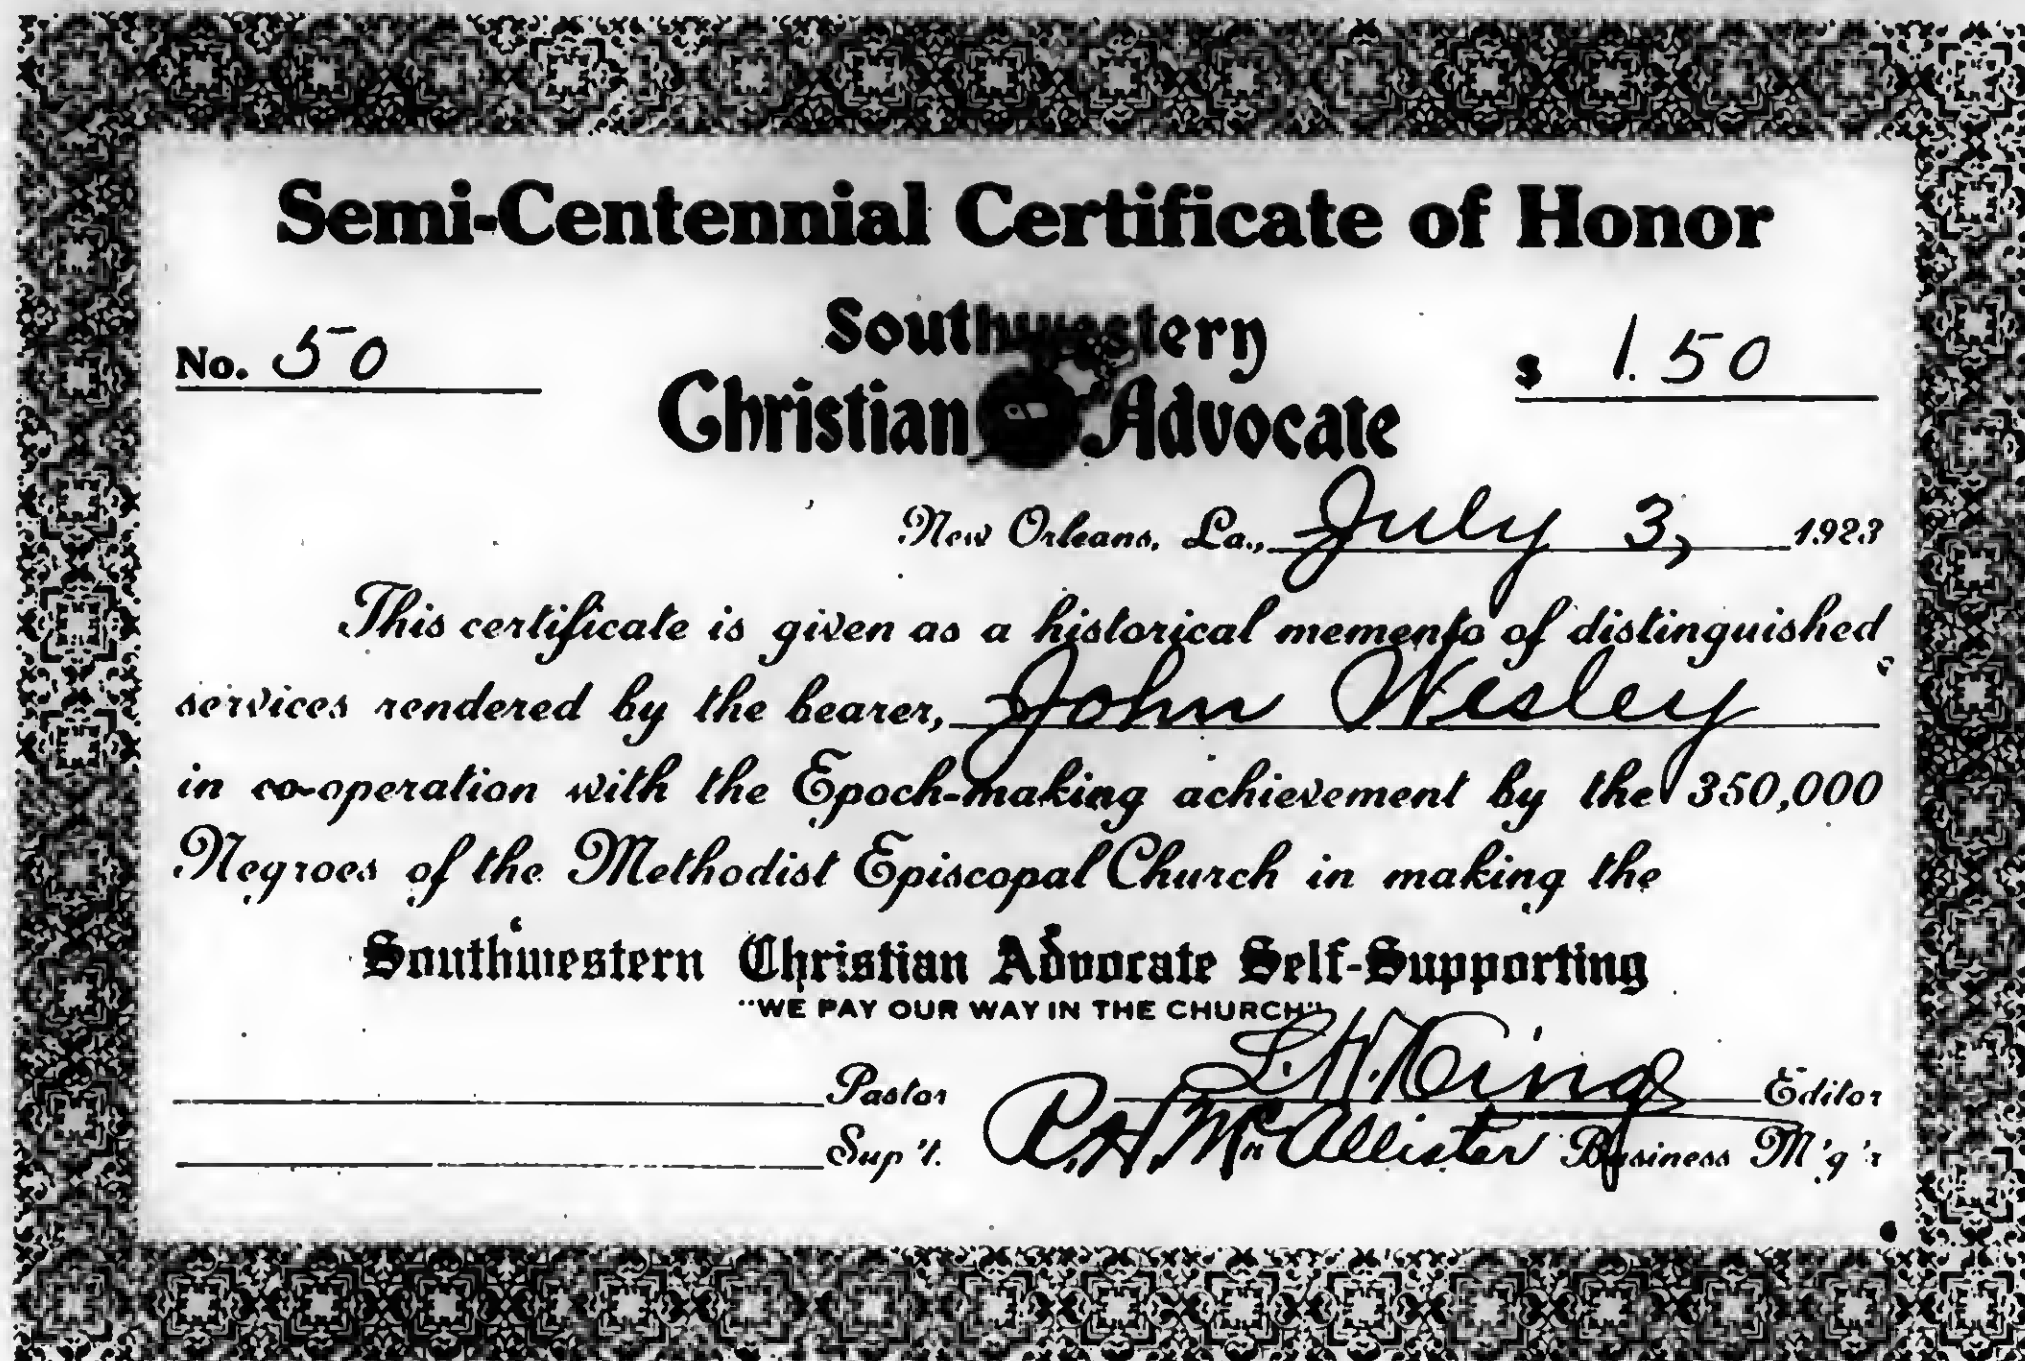 Semi-Centennial Certificate of Honor
No. 50
Southwestern
Christian Advocate
$ 1.50
New Orleans, La., July 3, 1923
This certificate is given as a historical memento of distinguished
services rendered by the bearer, John Wesley
in co-operation with the Epoch-making achievement by the 350,000
Negroes of the Methodist Episcopal Church in making the
Southwestern Christian Advocate Self-Supporting
"WE PAY OUR WAY IN THE CHURCH"
Pastor L. H. King Editor
Sup't. R. H. McAllister Business M'g'r